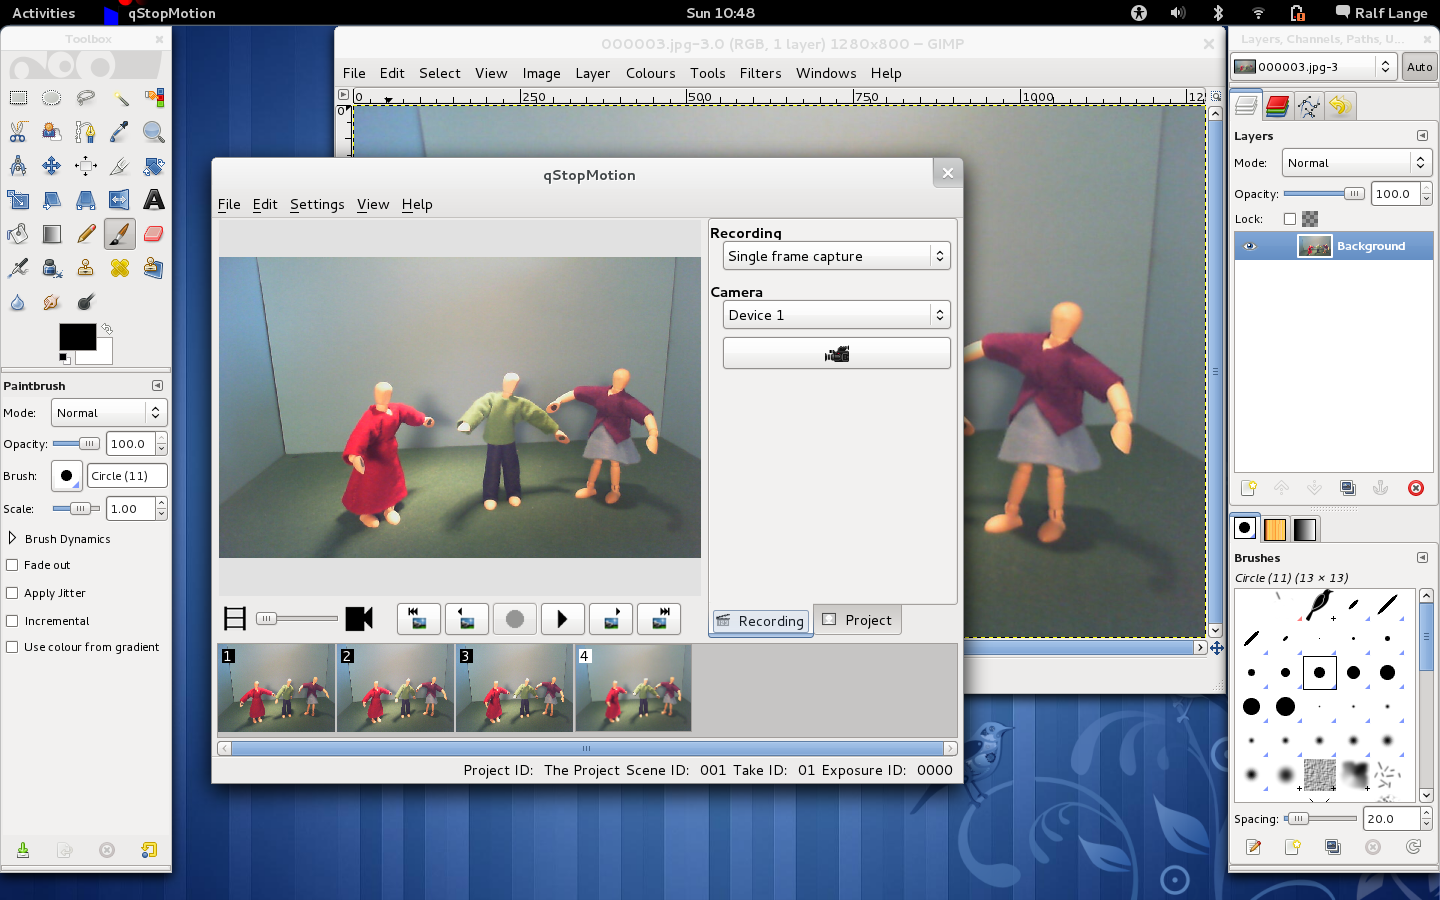 Activities qStopMotion Sun 10:48 Ralf Lange
Toolbox
000003.jpg-3.0 (RGB, 1 layer) 1280x800 – GIMP
Layers, Channels, Paths, U...
File Edit Select View Image Layer Colours Tools Filters Windows Help
000003.jpg-3 Auto
0 250 500 750 1000 12
0
Layers
Mode: Normal
Opacity: 100.0
Lock:
Background
qStopMotion
File Edit Settings View Help
Recording
Single frame capture
Camera
Device 1
Recording Project
1 2 3 4
Project ID: The Project Scene ID: 001 Take ID: 01 Exposure ID: 0000
Paintbrush
Mode: Normal
Opacity: 100.0
Brush: Circle (11)
Scale: 1.00
Brush Dynamics
Fade out
Apply Jitter
Incremental
Use colour from gradient
Brushes
Circle (11) (13 × 13)
Spacing: 20.0